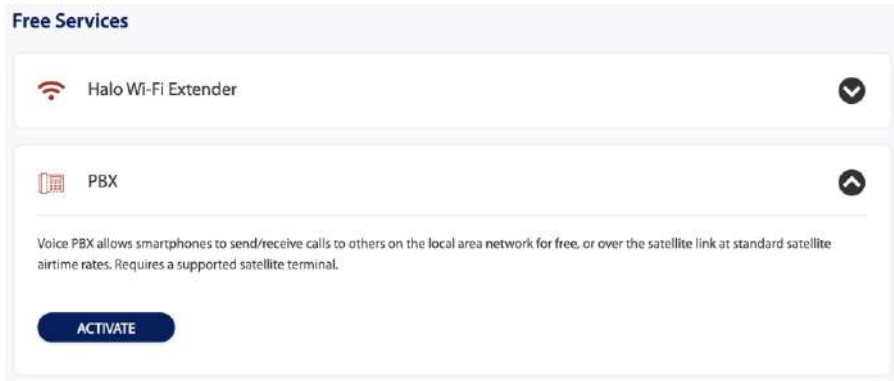 Free Services
Halo Wi-Fi Extender
PBX
Voice PBX allows smartphones to send/receive calls to others on the local area network for free, or over the satellite link at standard satellite
airtime rates. Requires a supported satellite terminal.
ACTIVATE